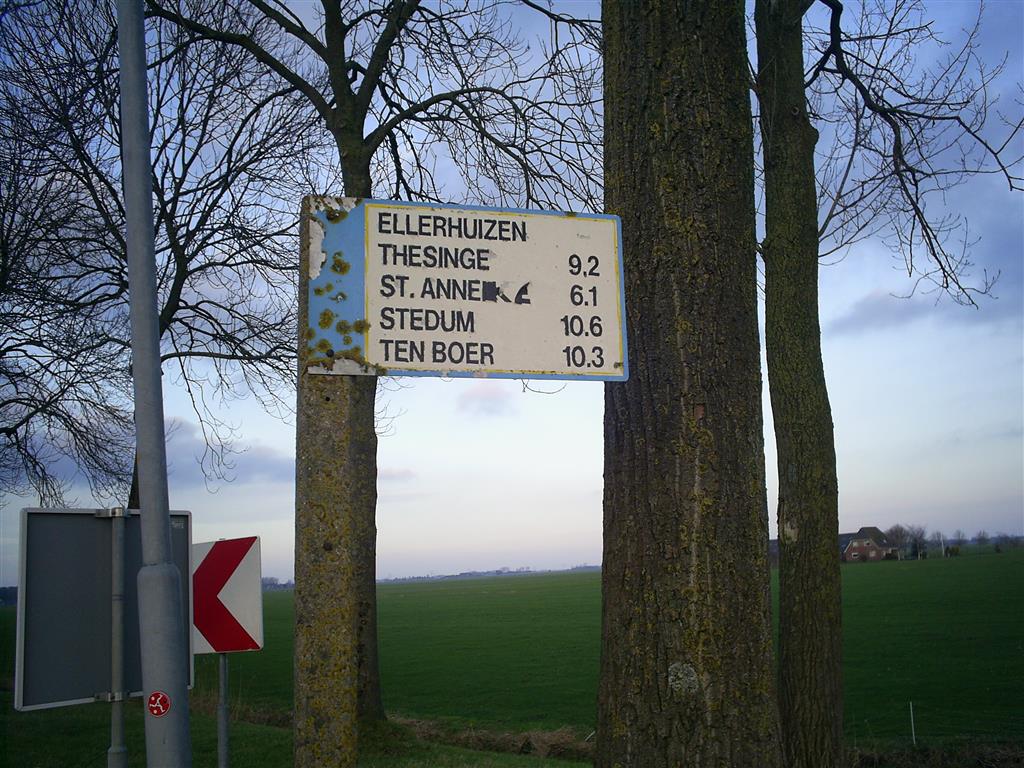 ELLERHUIZEN
THESINGE 9,2
ST. ANNE 6.1
STEDUM 10.6
TEN BOER 10.3